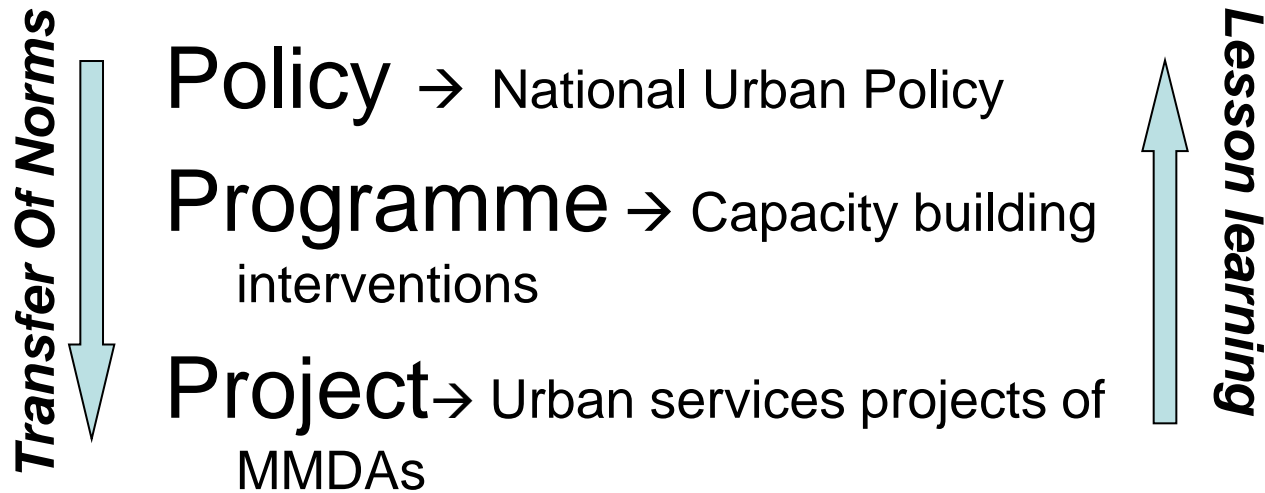 Transfer Of Norms
Policy → National Urban Policy
Programme → Capacity building
interventions
Project→ Urban services projects of
MMDAs
Lesson learning